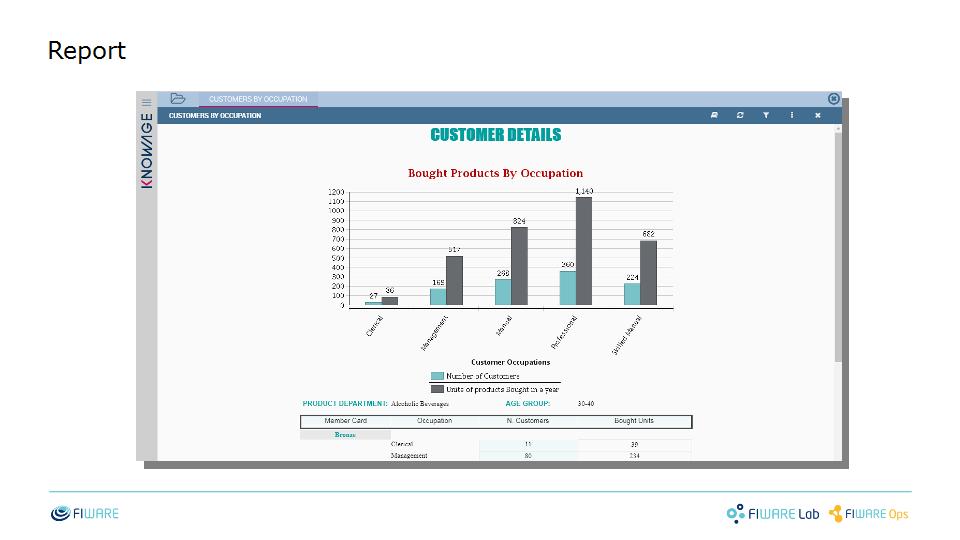 Report
CUSTOMERS BY OCCUPATION
KNOWAGE
CUSTOMERS BY OCCUPATION
CUSTOMER DETAILS
Bought Products By Occupation
1200
1100
1000
900
800
700
600
500
400
300
200
100
0
27 36 517 824 1,140 360 682 224
Clerical Management Manual Professional Skilled Manual
Customer Occupations
Number of Customers
Units of products Bought in a year
PRODUCT DEPARTMENT: Alcoholic Beverages AGE GROUP: 30-40
Member Card Occupation N. Customers Bought Units
Bronze
Clerical 11 39
Management 80 234
FIWARE FIWARE Lab FIWARE Ops